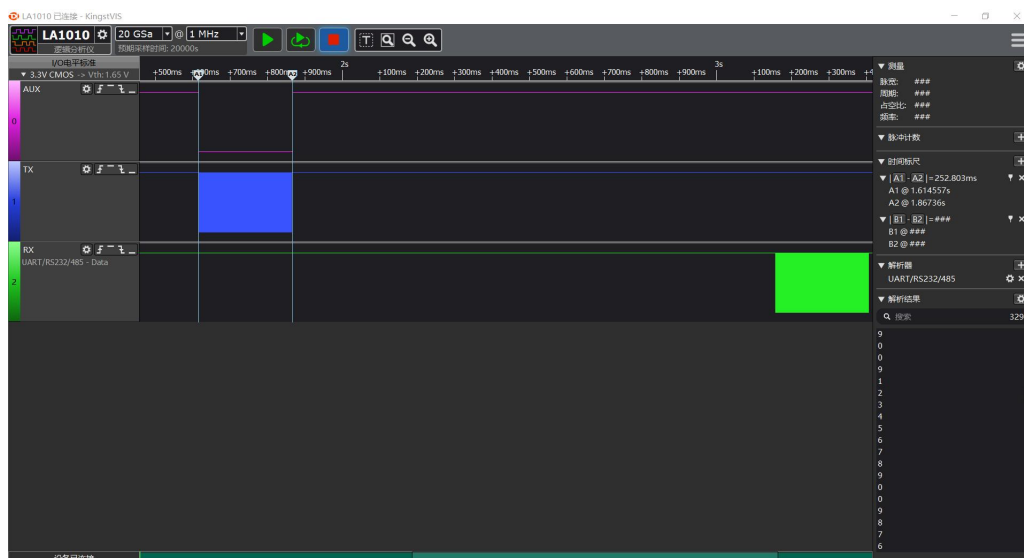 LA1010 已连接 - KingstVIS
LA1010
逻辑分析仪
20 GSa @ 1 MHz
预期采样时间: 20000s
I/O电平标准
▼ 3.3V CMOS -> Vth:1.65 V
2s
3s
+500ms +700ms +900ms +100ms +200ms +300ms +400ms +500ms +600ms +700ms +800ms +900ms +100ms +200ms +300ms
A1 A2
AUX
0
TX
1
RX
UART/RS232/485 - Data
2
▼ 测量
脉宽: ###
周期: ###
占空比: ###
频率: ###
▼ 脉冲计数
▼ 时间标尺
▼ | A1 - A2 |=252.803ms
A1 @ 1.614557s
A2 @ 1.86736s
▼ | B1 - B2 |=###
B1 @ ###
B2 @ ###
▼ 解析器
UART/RS232/485
▼ 解析结果
搜索 329
9
0
0
9
1
2
3
4
5
6
7
8
9
0
0
9
8
7
6
设备已连接